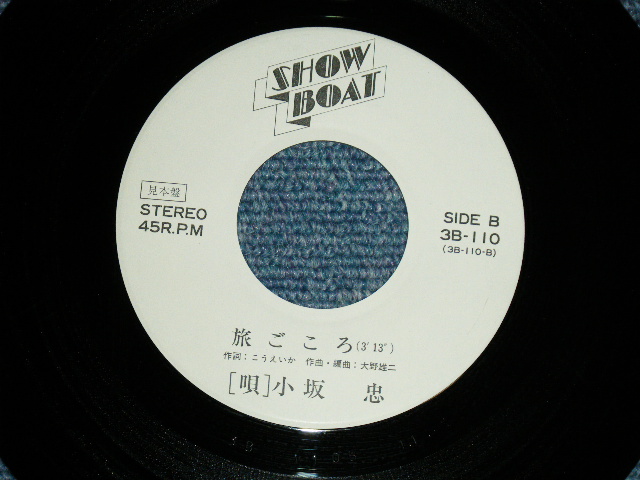 SHOW
BOAT
見本盤
STEREO
45R.P.M
SIDE B
3B-110
(3B-110-B)
旅ごころ(3′13″)
作詞：こうえいか 作曲・編曲：大野雄二
[唄]小坂 忠